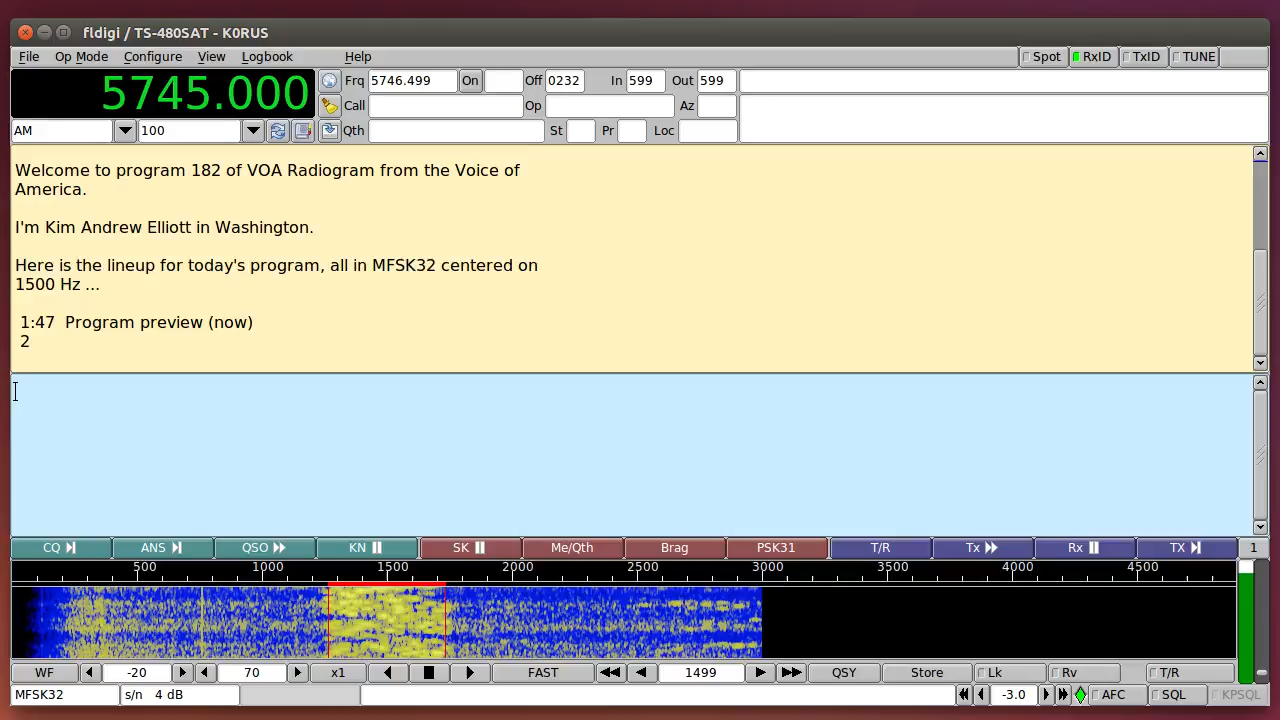 fldigi / TS-480SAT - K0RUS
File Op Mode Configure View Logbook Help Spot RxID TxID TUNE
5745.000 Frq 5746.499 On Off 0232 In 599 Out 599
Call Op Az
AM 100 Qth St Pr Loc
Welcome to program 182 of VOA Radiogram from the Voice of
America.
I'm Kim Andrew Elliott in Washington.
Here is the lineup for today's program, all in MFSK32 centered on
1500 Hz ...
1:47 Program preview (now)
2
CQ ANS QSO KN SK Me/Qth Brag PSK31 T/R Tx Rx TX 1
500 1000 1500 2000 2500 3000 3500 4000 4500
WF -20 70 x1 FAST 1499 QSY Store Lk Rv T/R
MFSK32 s/n 4 dB -3.0 AFC SQL KPSQL